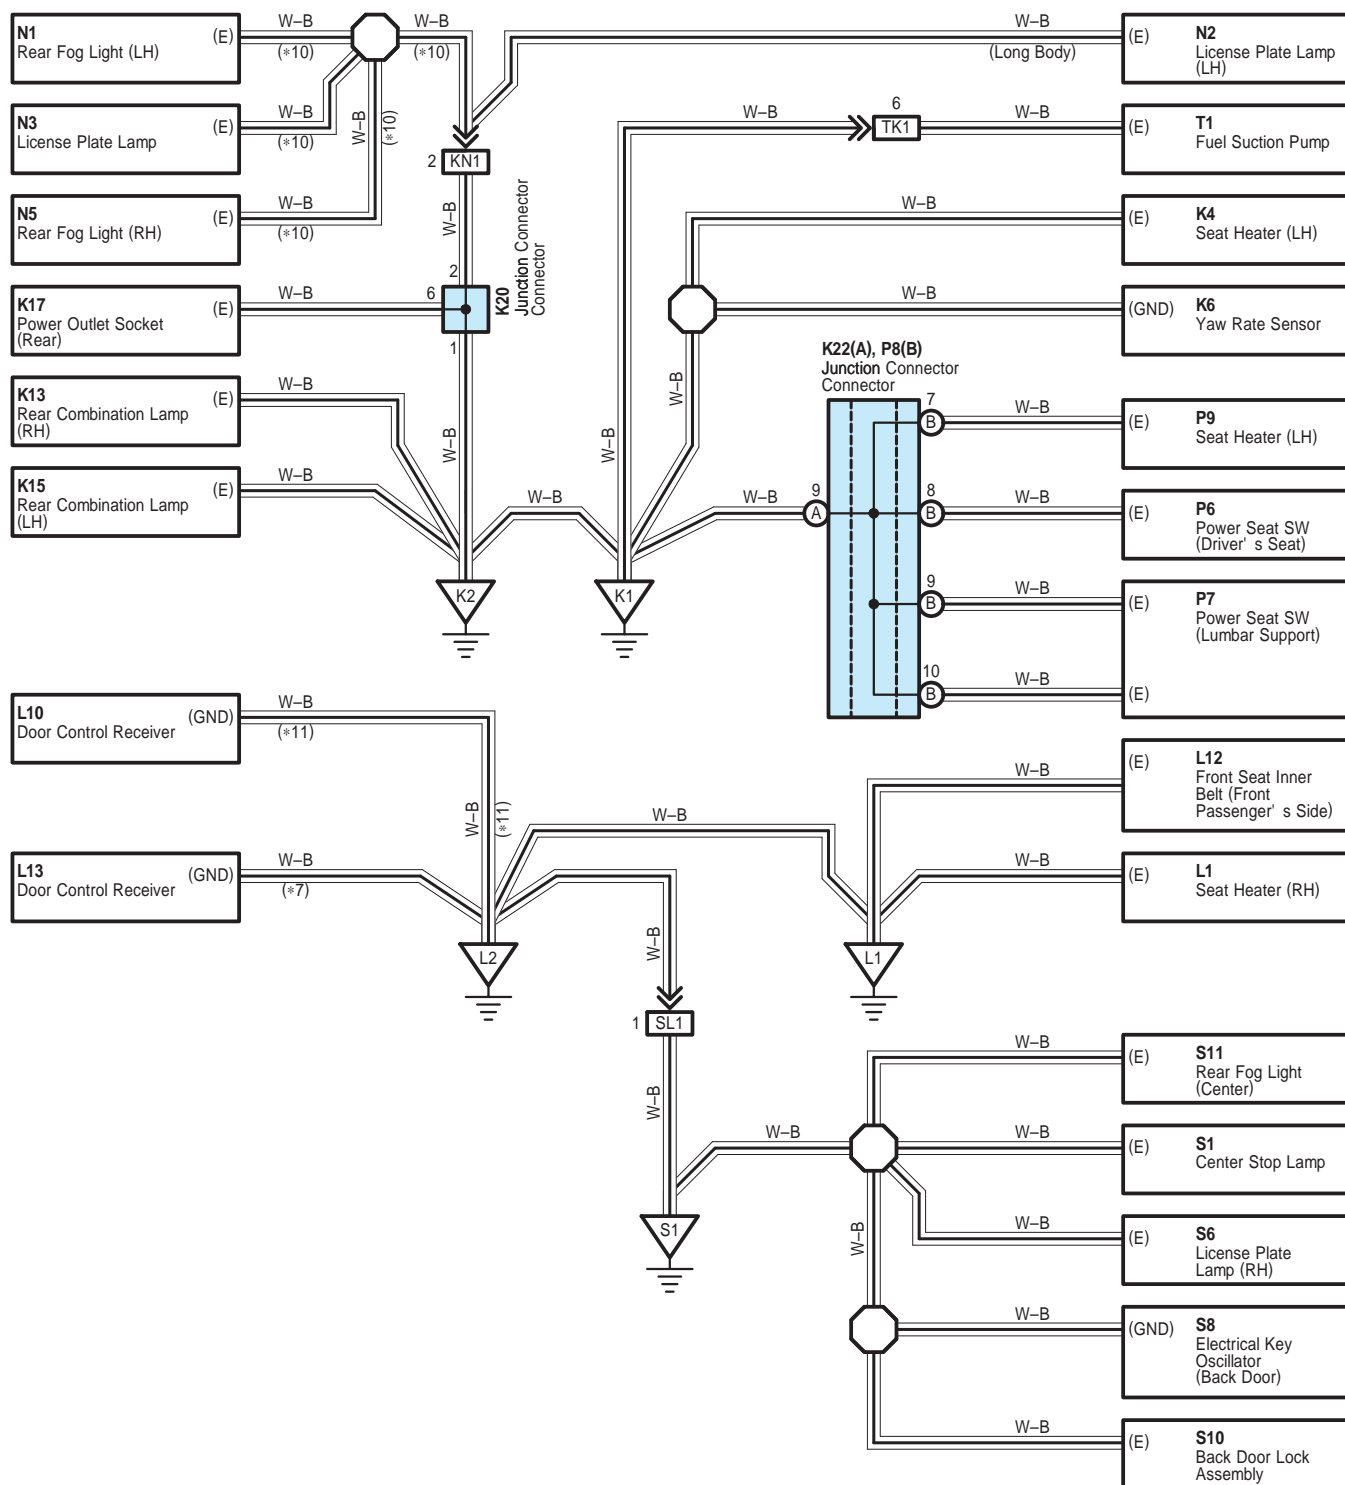 N1
(E)
Rear Fog Light (LH)
W–B
(*10)
W–B
(*10)
W–B
(Long Body)
(E)
N2
License Plate Lamp
(LH)
N3
(E)
License Plate Lamp
W–B
(*10)
W–B
(*10)
2
KN1
W–B
6
TK1
W–B
(E)
T1
Fuel Suction Pump
N5
(E)
Rear Fog Light (RH)
W–B
(*10)
W–B
W–B
(E)
K4
Seat Heater (LH)
K17
(E)
Power Outlet Socket
(Rear)
W–B
2
6
1
K20
Junction Connector
Connector
W–B
(GND)
K6
Yaw Rate Sensor
K13
(E)
Rear Combination Lamp
(RH)
W–B
W–B
W–B
W–B
K22(A), P8(B)
Junction Connector
Connector
7
B
W–B
(E)
P9
Seat Heater (LH)
K15
(E)
Rear Combination Lamp
(LH)
W–B
W–B
W–B
9
A
8
B
W–B
(E)
P6
Power Seat SW
(Driver' s Seat)
K2
K1
9
B
W–B
(E)
P7
Power Seat SW
(Lumbar Support)
10
B
W–B
(E)
L10
(GND)
Door Control Receiver
W–B
(*11)
W–B
(*11)
W–B
W–B
(E)
L12
Front Seat Inner
Belt (Front
Passenger' s Side)
L13
(GND)
Door Control Receiver
W–B
(*7)
W–B
W–B
(E)
L1
Seat Heater (RH)
L2
L1
1
SL1
W–B
W–B
(E)
S11
Rear Fog Light
(Center)
W–B
W–B
(E)
S1
Center Stop Lamp
S1
W–B
W–B
(E)
S6
License Plate
Lamp (RH)
W–B
(GND)
S8
Electrical Key
Oscillator
(Back Door)
W–B
(E)
S10
Back Door Lock
Assembly